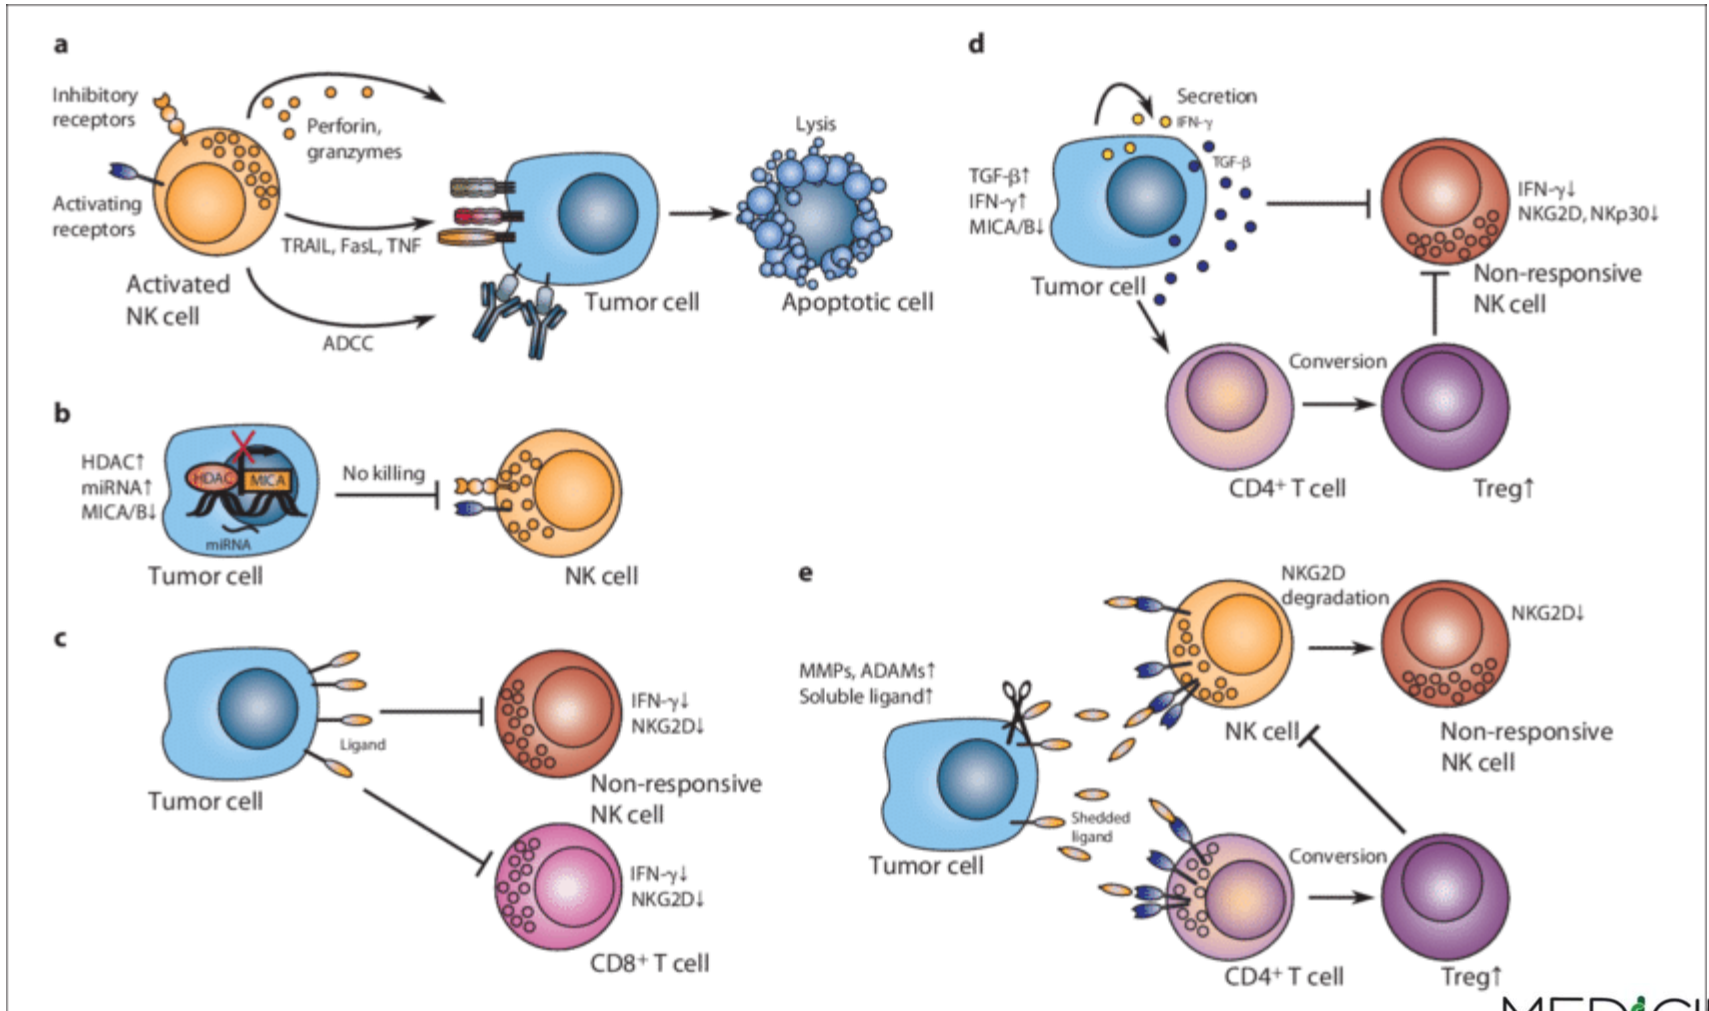 a
Inhibitory
receptors
Activating
receptors
Activated
NK cell
Perforin,
granzymes
TRAIL, FasL, TNF
ADCC
Tumor cell
Lysis
Apoptotic cell
b
HDAC↑
miRNA↑
MICA/B↓
HDAC
MICA
miRNA
Tumor cell
No killing
NK cell
c
Tumor cell
Ligand
IFN-γ↓
NKG2D↓
Non-responsive
NK cell
IFN-γ↓
NKG2D↓
CD8+ T cell
d
Secretion
IFN-γ
TGF-β
TGF-β↑
IFN-γ↑
MICA/B↓
Tumor cell
IFN-γ↓
NKG2D, NKp30↓
Non-responsive
NK cell
Conversion
CD4+ T cell
Treg↑
e
MMPs, ADAMs↑
Soluble ligand↑
Tumor cell
Shedded
ligand
NKG2D
degradation
NK cell
NKG2D↓
Non-responsive
NK cell
Conversion
CD4+ T cell
Treg↑